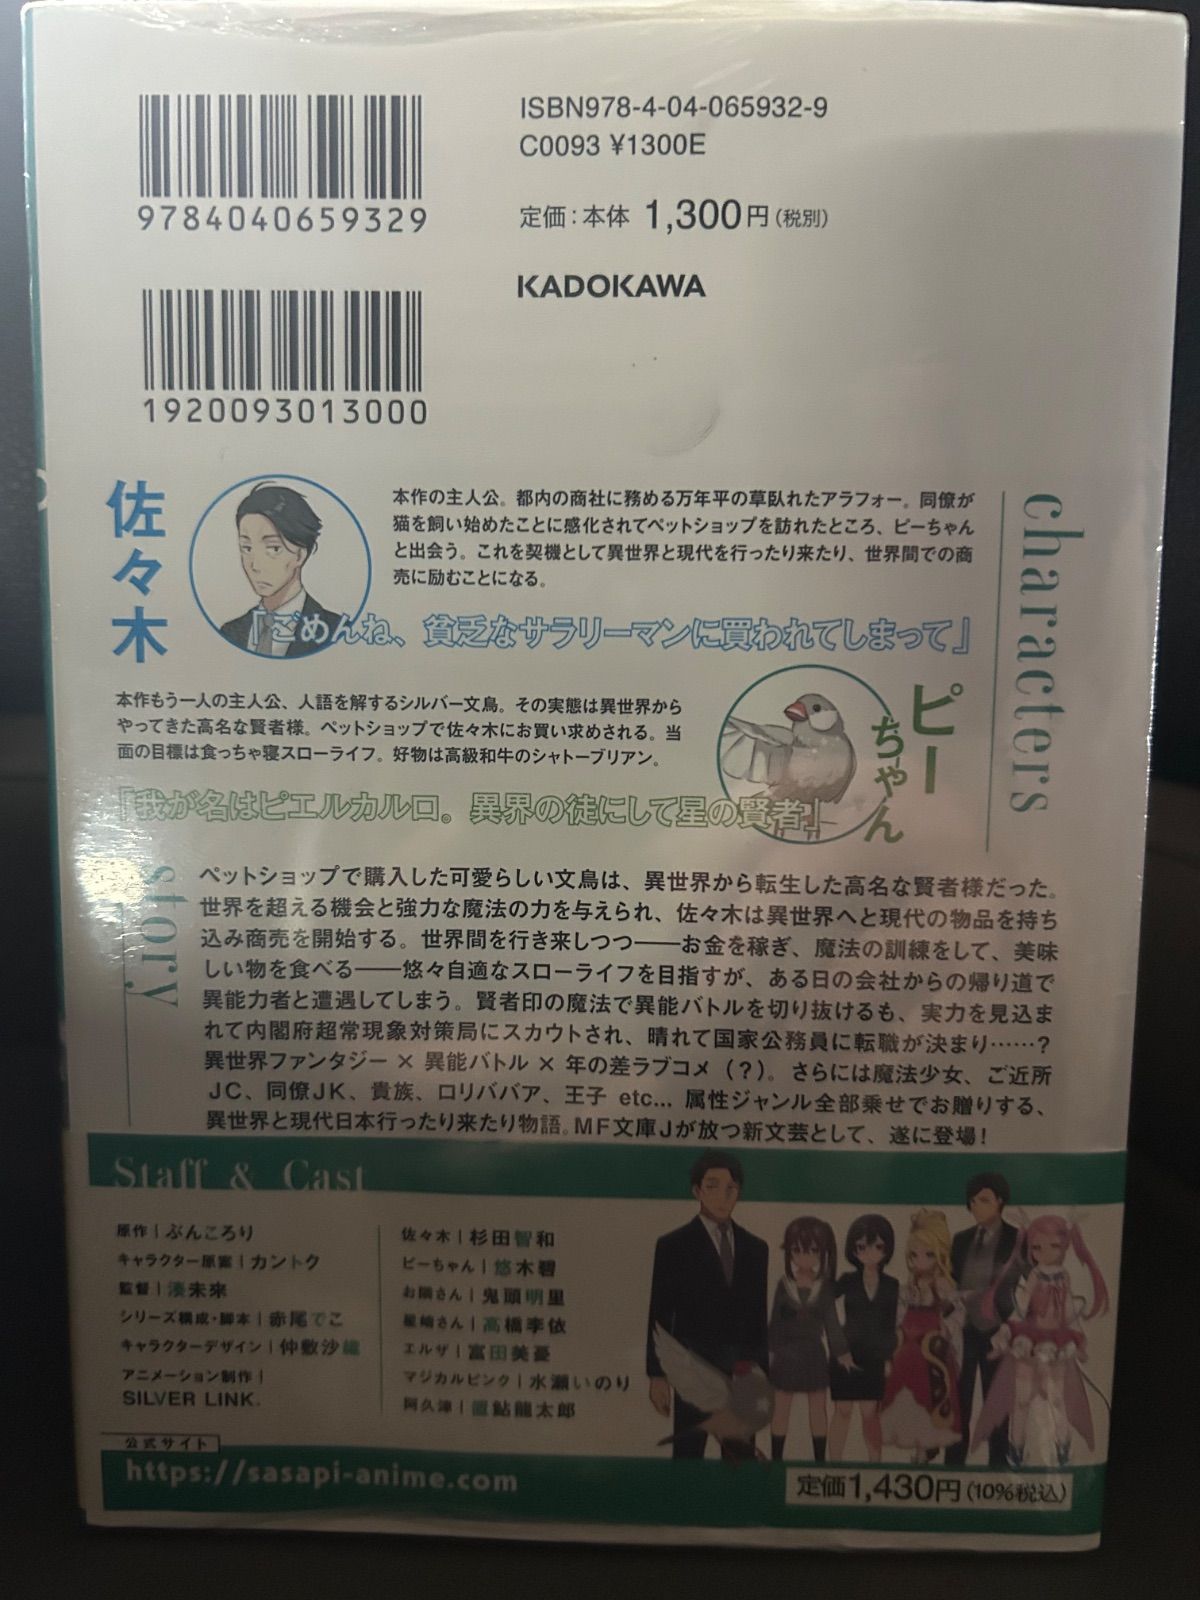 9784040659329
ISBN978-4-04-065932-9
C0093 ¥1300E
定価：本体 1,300円（税別）
KADOKAWA
1920093013000
characters
佐々木
本作の主人公。都内の商社に務める万年平の草臥れたアラフォー。同僚が
猫を飼い始めたことに感化されてペットショップを訪れたところ、ピーちゃん
と出会う。これを契機として異世界と現代を行ったり来たり、世界間での商
売に励むことになる。
「ごめんね、貧乏なサラリーマンに買われてしまって」
ピーちゃん
本作もう一人の主人公、人語を解するシルバー文鳥。その実態は異世界から
やってきた高名な賢者様。ペットショップで佐々木にお買い求めされる。当
面の目標は食っちゃ寝スローライフ。好物は高級和牛のシャトーブリアン。
「我が名はピエルカルロ。異界の徒にして星の賢者」
story
ペットショップで購入した可愛らしい文鳥は、異世界から転生した高名な賢者様だった。
世界を超える機会と強力な魔法の力を与えられ、佐々木は異世界へと現代の物品を持ち
込み商売を開始する。世界間を行き来しつつ――お金を稼ぎ、魔法の訓練をして、美味
しい物を食べる――悠々自適なスローライフを目指すが、ある日の会社からの帰り道で
異能力者と遭遇してしまう。賢者印の魔法で異能バトルを切り抜けるも、実力を見込ま
れて内閣府超常現象対策局にスカウトされ、晴れて国家公務員に転職が決まり……？
異世界ファンタジー × 異能バトル × 年の差ラブコメ（？）。さらには魔法少女、ご近所
JC、同僚JK、貴族、ロリババア、王子 etc... 属性ジャンル全部乗せでお贈りする、
異世界と現代日本行ったり来たり物語。MF文庫Jが放つ新文芸として、遂に登場！
Staff & Cast
原作｜ぶんころり
キャラクター原案｜カントク
監督｜湊未來
シリーズ構成・脚本｜赤尾でこ
キャラクターデザイン｜仲敷沙織
アニメーション制作｜
SILVER LINK.
佐々木｜杉田智和
ピーちゃん｜悠木碧
お隣さん｜鬼頭明里
星崎さん｜高橋李依
エルザ｜富田美憂
マジカルピンク｜水瀬いのり
阿久津｜置鮎龍太郎
公式サイト
https://sasapi-anime.com
定価1,430円（10%税込）